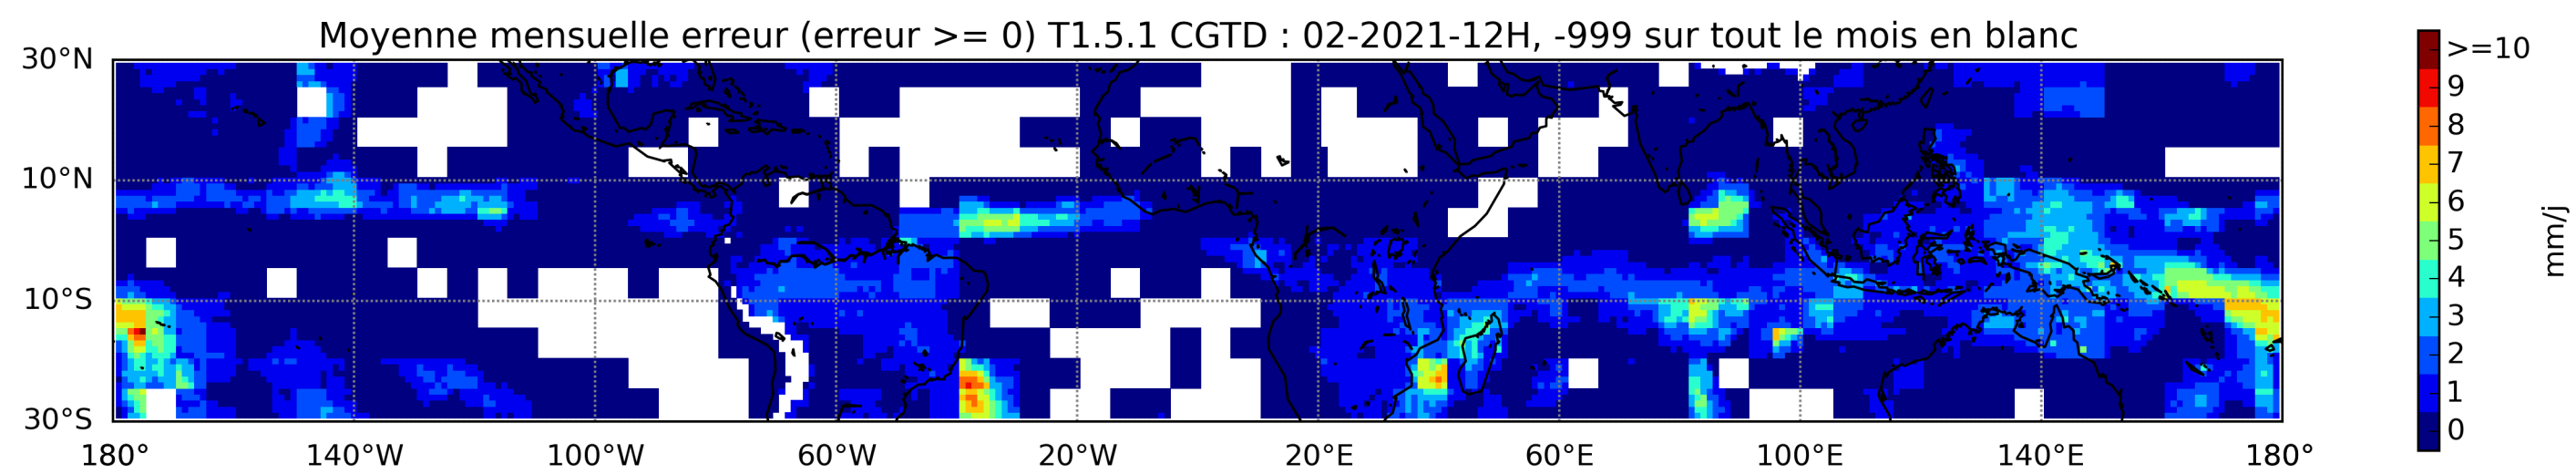 Moyenne mensuelle erreur (erreur >= 0) T1.5.1 CGTD : 02-2021-12H, -999 sur tout le mois en blanc
30°N
10°N
10°S
30°S
180° 140°W 100°W 60°W 20°W 20°E 60°E 100°E 140°E 180°
>=10
9
8
7
6
5
4
3
2
1
0
mm/j